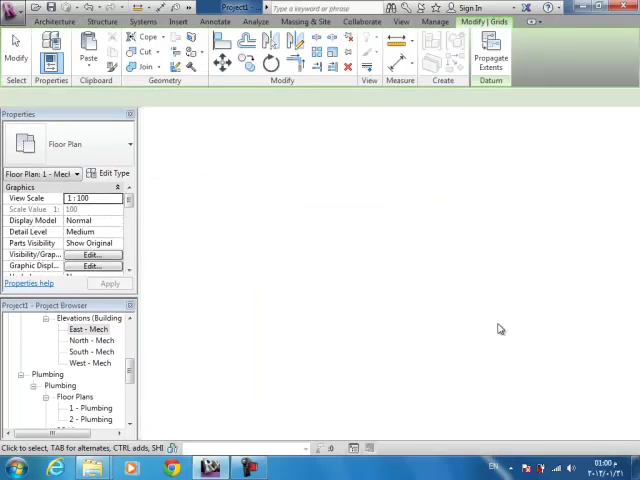 Project1 -
Type a keyword or phrase
Sign In
Architecture Structure Systems Insert Annotate Analyze Massing & Site Collaborate View Manage Modify | Grids
Modify
Paste
Cope
Cut
Join
Propagate
Extents
Select Properties Clipboard Geometry Modify View Measure Create Datum
Properties
Floor Plan
Floor Plan: 1 - Mech Edit Type
Graphics
View Scale 1 : 100
Scale Value 1: 100
Display Model Normal
Detail Level Medium
Parts Visibility Show Original
Visibility/Grap... Edit...
Graphic Displ... Edit...
Properties help Apply
Project1 - Project Browser
Elevations (Building
East - Mech
North - Mech
South - Mech
West - Mech
Plumbing
Plumbing
Floor Plans
1 - Plumbing
2 - Plumbing
Click to select, TAB for alternates, CTRL adds, SHI
:0
EN
01:00 م
٢٠١٣/٠١/٣١